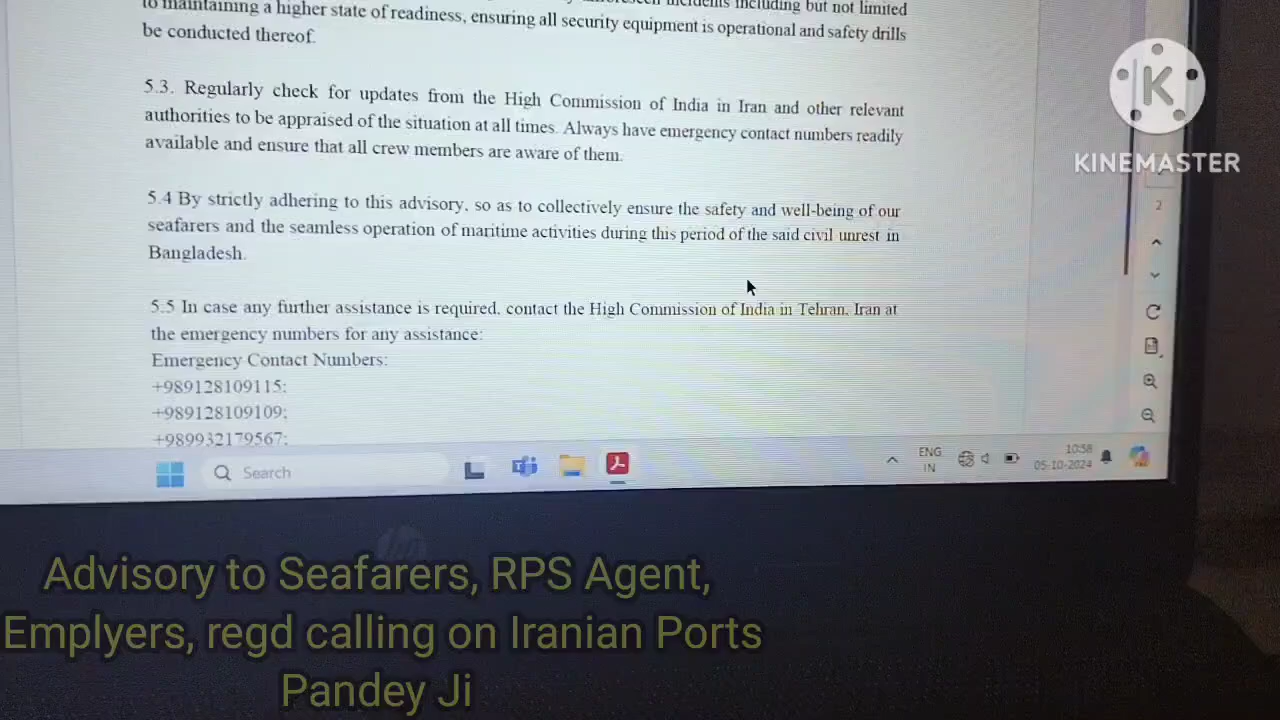 to maintaining a higher state of readiness, ensuring all security equipment is operational and safety drills
be conducted thereof.
5.3. Regularly check for updates from the High Commission of India in Iran and other relevant
authorities to be appraised of the situation at all times. Always have emergency contact numbers readily
available and ensure that all crew members are aware of them.
5.4 By strictly adhering to this advisory, so as to collectively ensure the safety and well-being of our
seafarers and the seamless operation of maritime activities during this period of the said civil unrest in
Bangladesh.
5.5 In case any further assistance is required, contact the High Commission of India in Tehran, Iran at
the emergency numbers for any assistance:
Emergency Contact Numbers:
+989128109115;
+989128109109;
+989932179567;
K
KINEMASTER
2
Search
ENG
IN
10:58
05-10-2024
hp
Advisory to Seafarers, RPS Agent,
Emplyers, regd calling on Iranian Ports
Pandey Ji